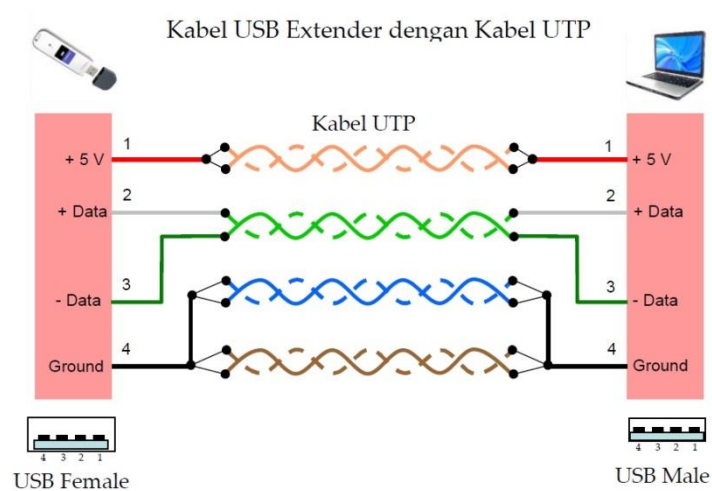 Kabel USB Extender dengan Kabel UTP
Kabel UTP
+ 5 V
1
+ Data
2
- Data
3
Ground
4
1
+ 5 V
2
+ Data
3
- Data
4
Ground
4 3 2 1
USB Female
4 3 2 1
USB Male